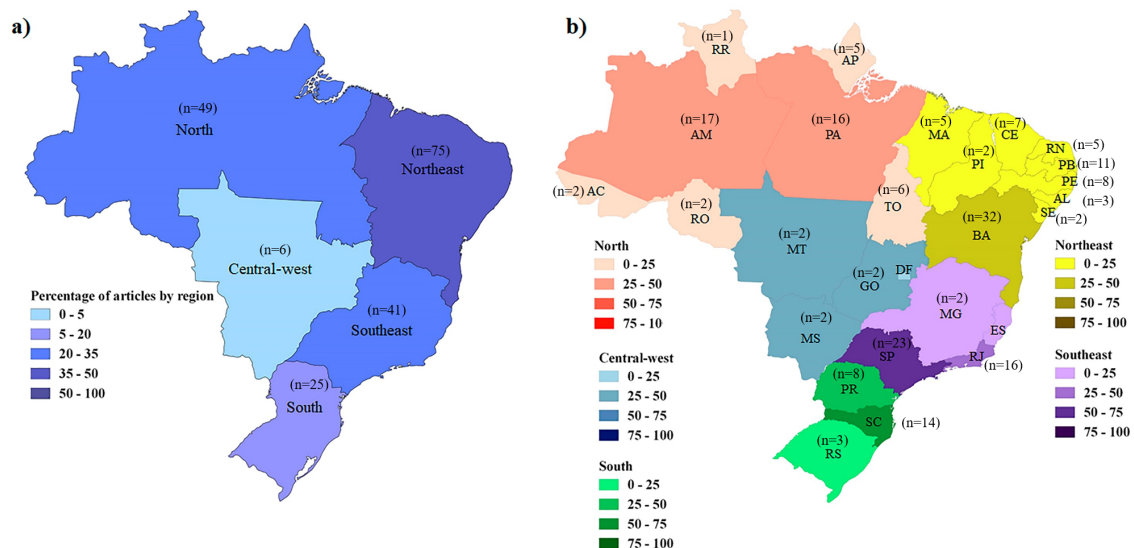 a)
(n=49)
North
(n=75)
Northeast
(n=6)
Central-west
(n=41)
Southeast
(n=25)
South
Percentage of articles by region
0 - 5
5 - 20
20 - 35
35 - 50
50 - 100
b)
(n=1)
RR
(n=5)
AP
(n=17)
AM
(n=16)
PA
(n=5)
MA
(n=7)
CE
(n=2)
PI
RN (n=5)
PB (n=11)
PE (n=8)
AL (n=3)
SE (n=2)
(n=2) AC
(n=2)
RO
(n=6)
TO
(n=32)
BA
(n=2)
MT
(n=2)
GO
DF
(n=2)
MS
(n=2)
MG
ES
(n=23)
SP
RJ
(n=16)
(n=8)
PR
SC (n=14)
(n=3)
RS
North
0 - 25
25 - 50
50 - 75
75 - 10
Central-west
0 - 25
25 - 50
50 - 75
75 - 100
South
0 - 25
25 - 50
50 - 75
75 - 100
Northeast
0 - 25
25 - 50
50 - 75
75 - 100
Southeast
0 - 25
25 - 50
50 - 75
75 - 100